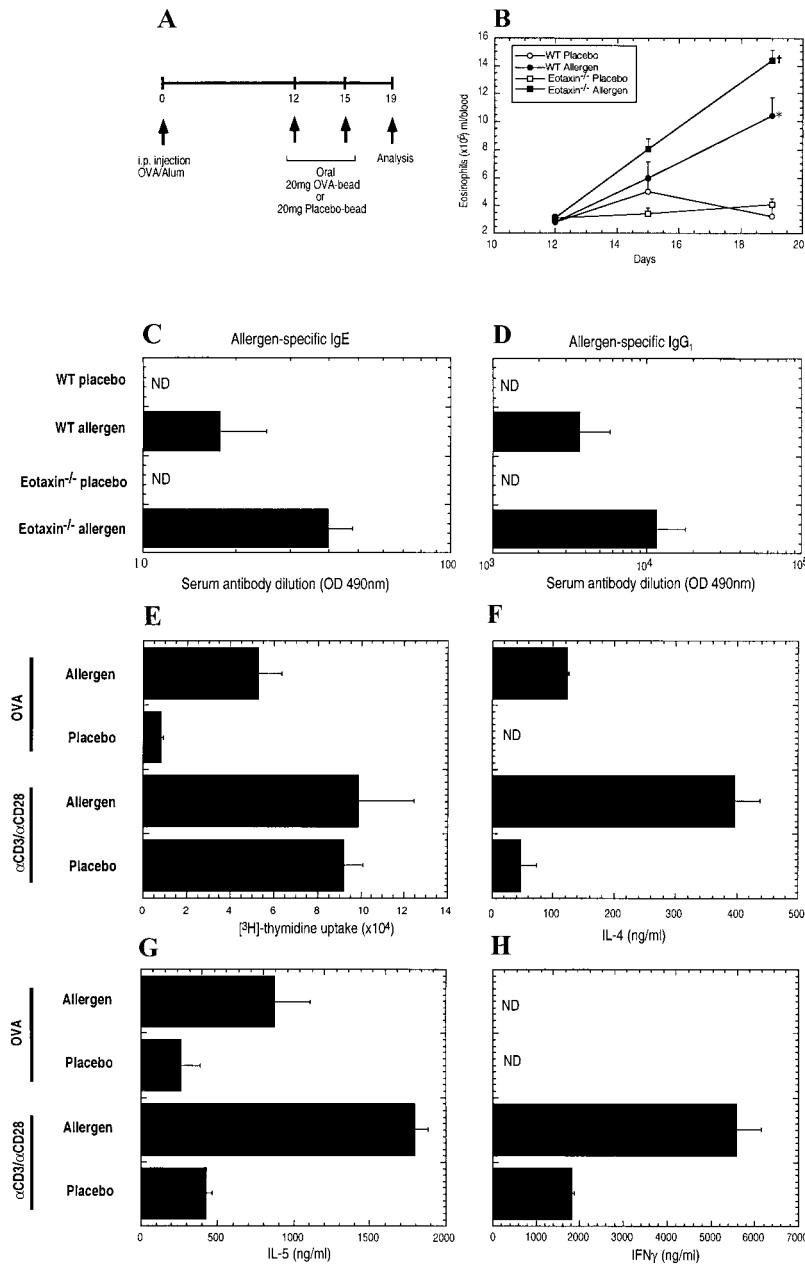 A
0 12 15 19
i.p. injection
OVA/Alum
Oral
20mg OVA-bead
or
20mg Placebo-bead
Analysis
B
WT Placebo
WT Allergen
Eotaxin-/- Placebo
Eotaxin-/- Allergen
†
*
Eosinophils (x10⁵) ml/blood
16
14
12
10
8
6
4
2
10 12 14 16 18 20
Days
C
Allergen-specific IgE
WT placebo
ND
WT allergen
Eotaxin-/- placebo
ND
Eotaxin-/- allergen
10 100
Serum antibody dilution (OD 490nm)
D
Allergen-specific IgG₁
ND
ND
10³ 10⁴ 10⁵
Serum antibody dilution (OD 490nm)
E
OVA
Allergen
Placebo
αCD3/αCD28
Allergen
Placebo
0 2 4 6 8 10 12 14
[³H]-thymidine uptake (x10⁴)
F
ND
0 100 200 300 400 500
IL-4 (ng/ml)
G
OVA
Allergen
Placebo
αCD3/αCD28
Allergen
Placebo
0 500 1000 1500 2000
IL-5 (ng/ml)
H
ND
ND
0 1000 2000 3000 4000 5000 6000 7000
IFNγ (ng/ml)